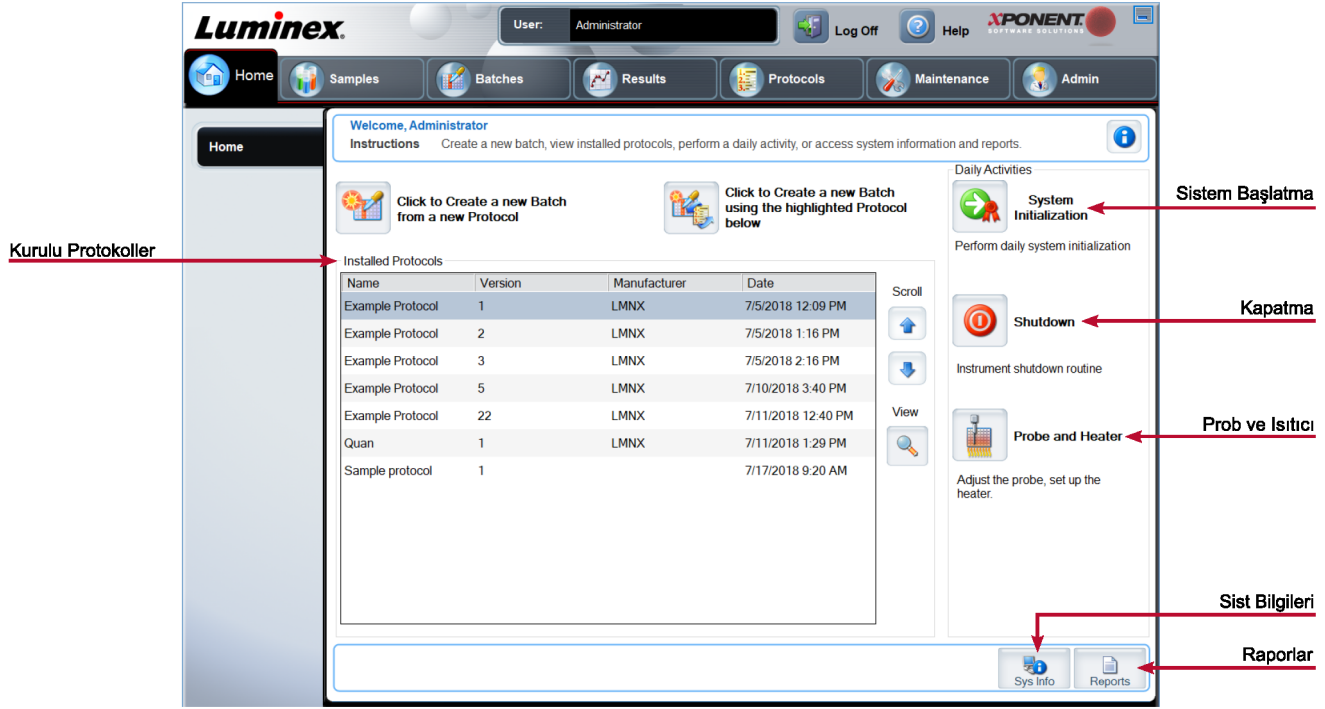 Luminex.
User: Administrator
Log Off
Help
XPONENT.
SOFTWARE SOLUTIONS
Home
Samples
Batches
Results
Protocols
Maintenance
Admin
Home
Welcome, Administrator
Instructions Create a new batch, view installed protocols, perform a daily activity, or access system information and reports.
Click to Create a new Batch
from a new Protocol
Click to Create a new Batch
using the highlighted Protocol
below
Kurulu Protokoller
Installed Protocols
Name Version Manufacturer Date
Example Protocol 1 LMNX 7/5/2018 12:09 PM
Example Protocol 2 LMNX 7/5/2018 1:16 PM
Example Protocol 3 LMNX 7/5/2018 2:16 PM
Example Protocol 5 LMNX 7/10/2018 3:40 PM
Example Protocol 22 LMNX 7/11/2018 12:40 PM
Quan 1 LMNX 7/11/2018 1:29 PM
Sample protocol 1 7/17/2018 9:20 AM
Scroll
View
Daily Activities
System
Initialization
Sistem Başlatma
Perform daily system initialization
Shutdown
Kapatma
Instrument shutdown routine
Probe and Heater
Prob ve Isıtıcı
Adjust the probe, set up the
heater.
Sist Bilgileri
Raporlar
Sys Info
Reports